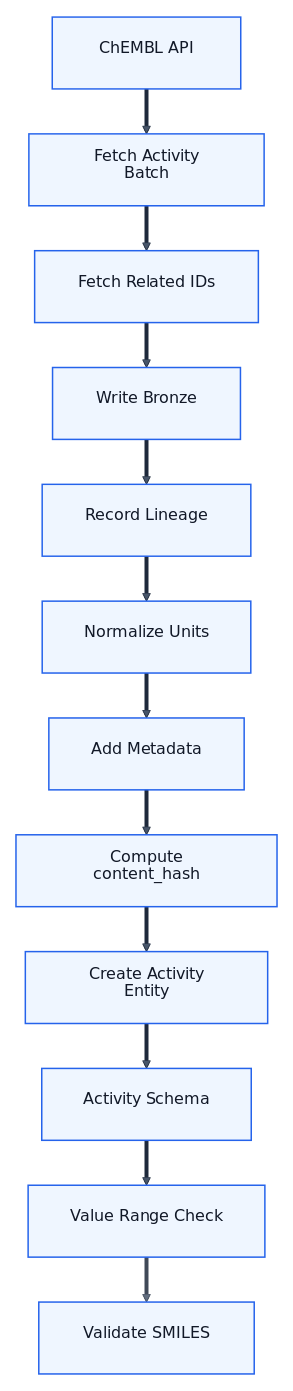 ChEMBL API
Fetch Activity
Batch
Fetch Related IDs
Write Bronze
Record Lineage
Normalize Units
Add Metadata
Compute
content_hash
Create Activity
Entity
Activity Schema
Value Range Check
Validate SMILES